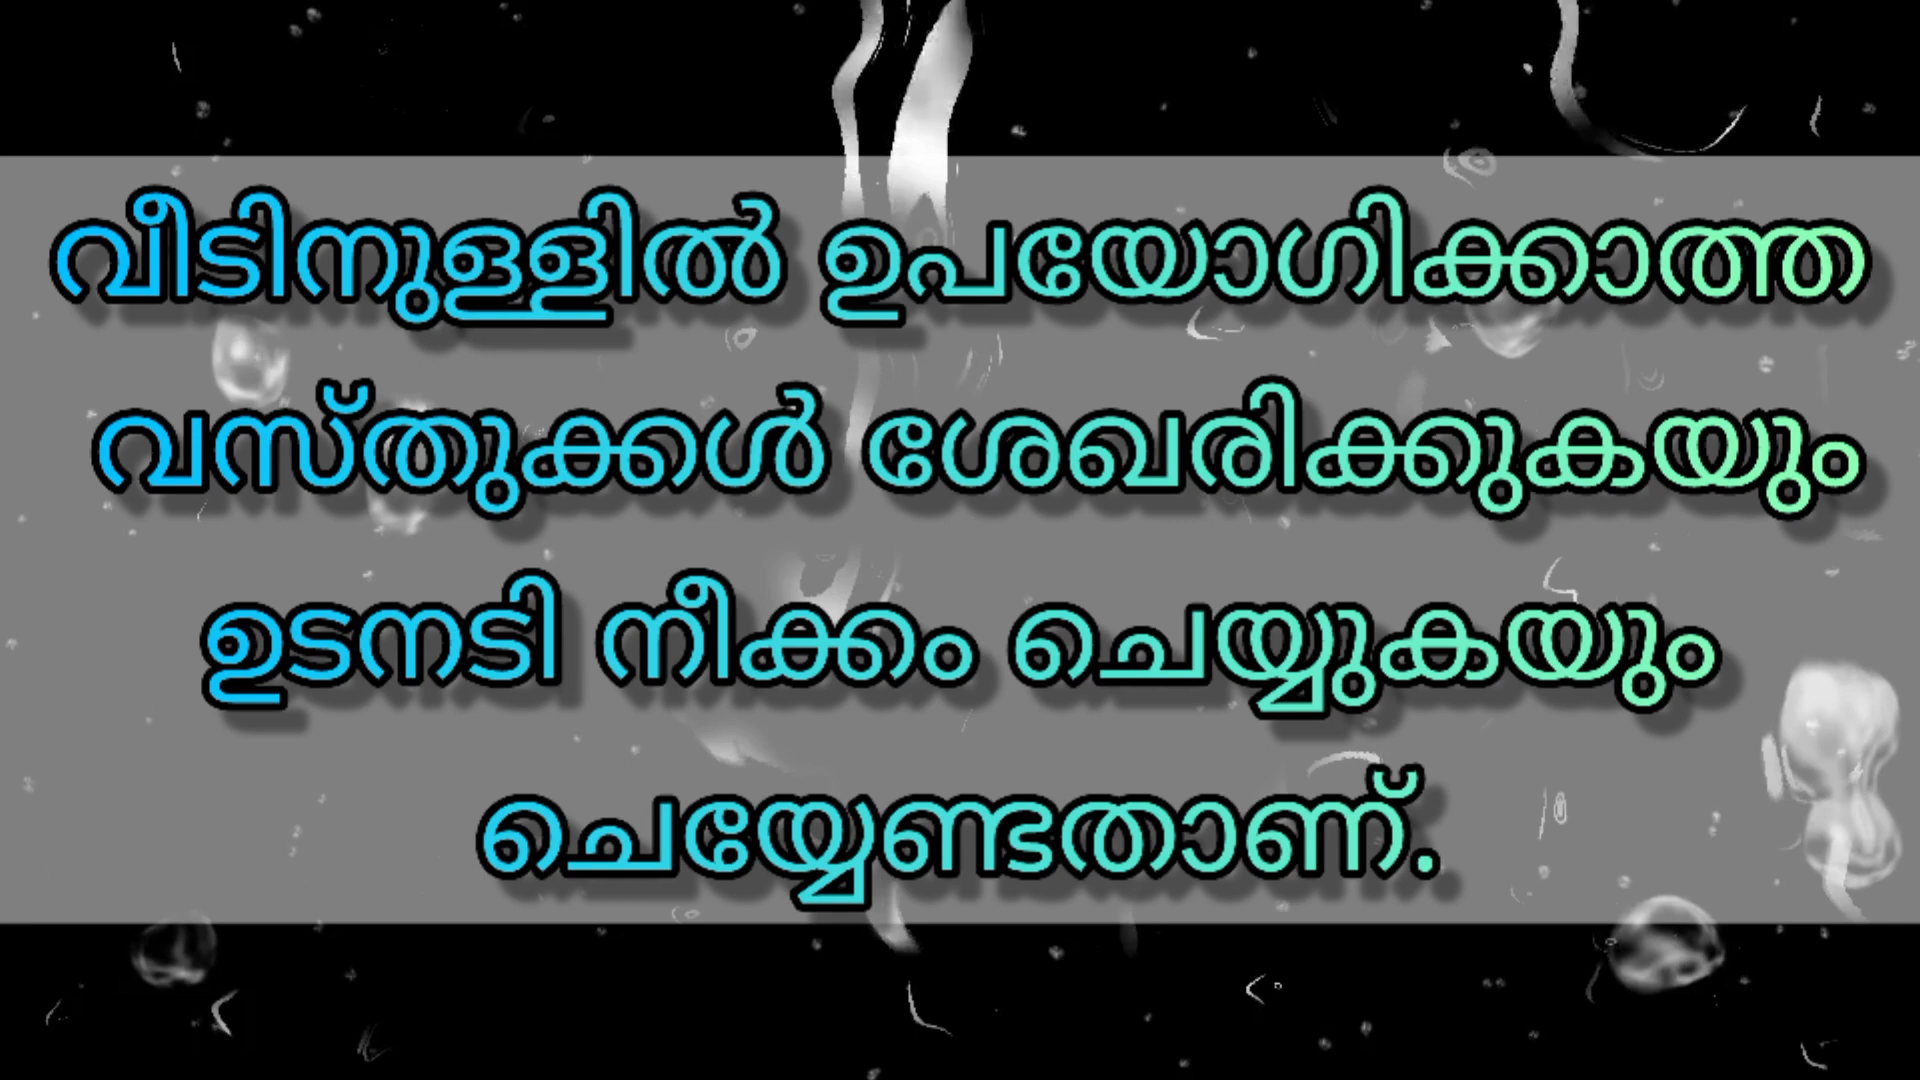 വീടിനുള്ളിൽ ഉപയോഗിക്കാത്ത
വസ്തുക്കൾ ശേഖരിക്കുകയും
ഉടനടി നീക്കം ചെയ്യുകയും
ചെയ്യേണ്ടതാണ്.